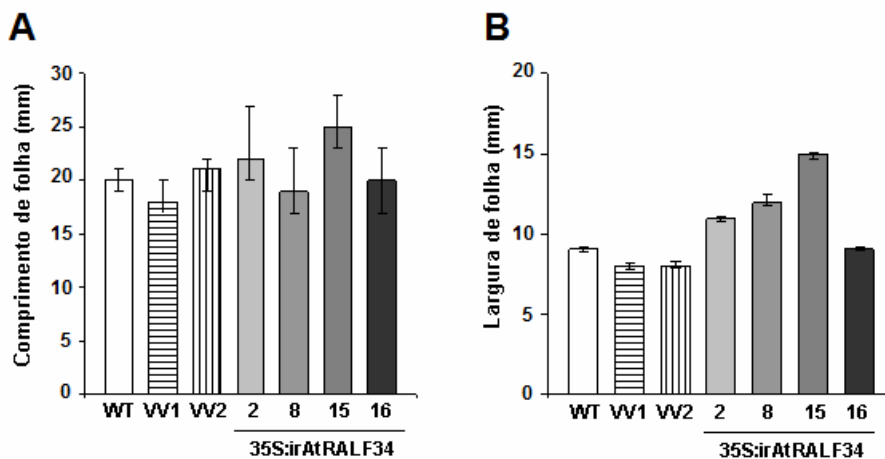 A
Comprimento de folha (mm)
30
25
20
15
10
5
0
WT VV1 VV2 2 8 15 16
35S:irAtRALF34
B
Largura de folha (mm)
20
15
10
5
0
WT VV1 VV2 2 8 15 16
35S:irAtRALF34